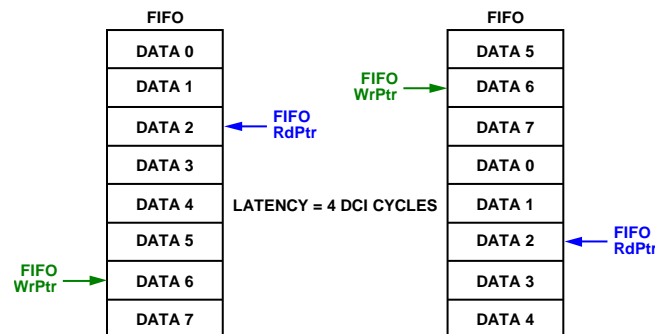 FIFO
DATA 0
DATA 1
DATA 2
DATA 3
DATA 4
DATA 5
DATA 6
DATA 7
FIFO
WrPtr
FIFO
RdPtr
LATENCY = 4 DCI CYCLES
FIFO
DATA 5
DATA 6
DATA 7
DATA 0
DATA 1
DATA 2
DATA 3
DATA 4
FIFO
WrPtr
FIFO
RdPtr